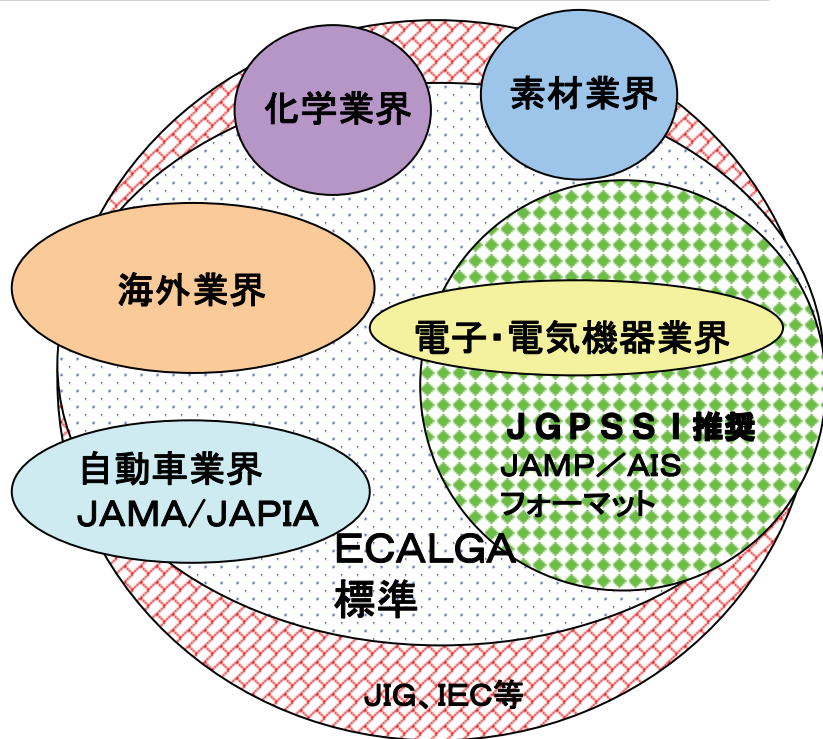 化学業界
素材業界
海外業界
電子・電気機器業界
JGPSSI推奨
JAMP/AIS
フォーマット
自動車業界
JAMA/JAPIA
ECALGA
標準
JIG、IEC等